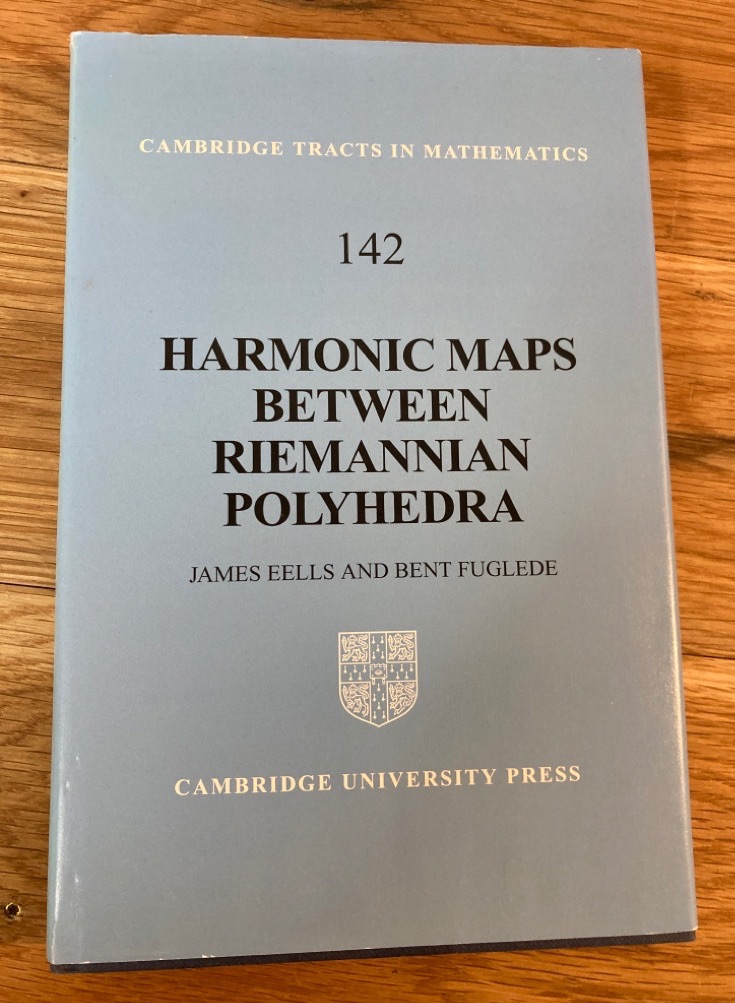 CAMBRIDGE TRACTS IN MATHEMATICS
142
HARMONIC MAPS
BETWEEN
RIEMANNIAN
POLYHEDRA
JAMES EELLS AND BENT FUGLEDE
CAMBRIDGE UNIVERSITY PRESS